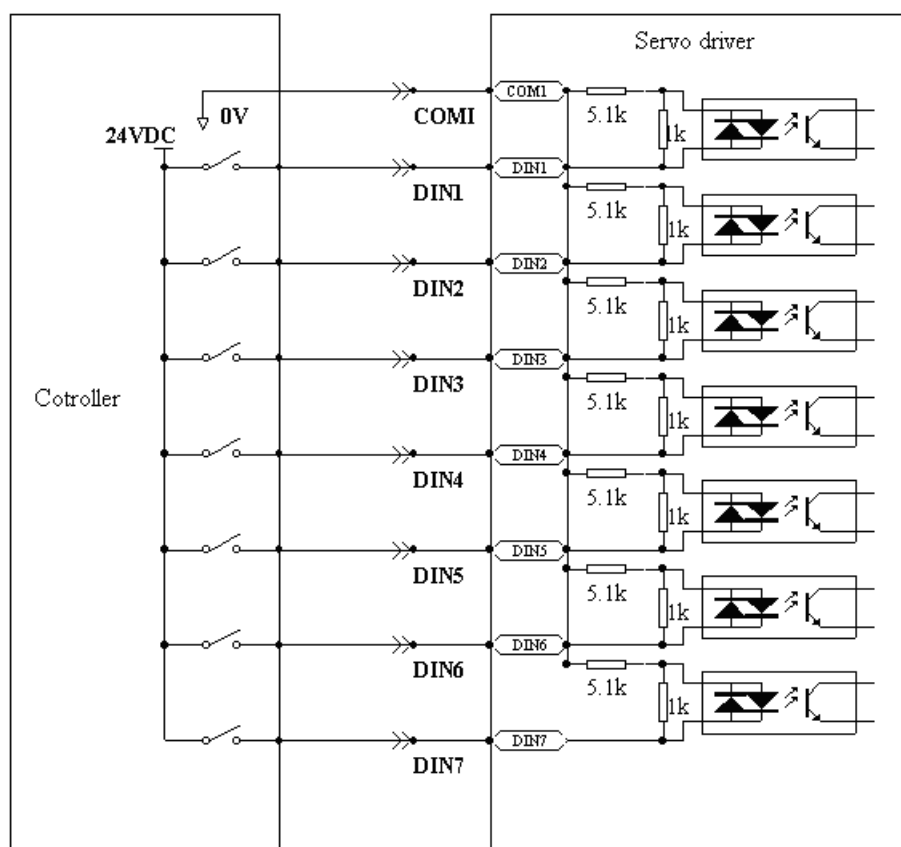 Servo driver
0V
COMI
COM1
5.1k
1k
24VDC
DIN1
DIN1
5.1k
1k
DIN2
DIN2
5.1k
1k
DIN3
DIN3
5.1k
1k
Cotroller
DIN4
DIN4
5.1k
1k
DIN5
DIN5
5.1k
1k
DIN6
DIN6
5.1k
1k
DIN7
DIN7